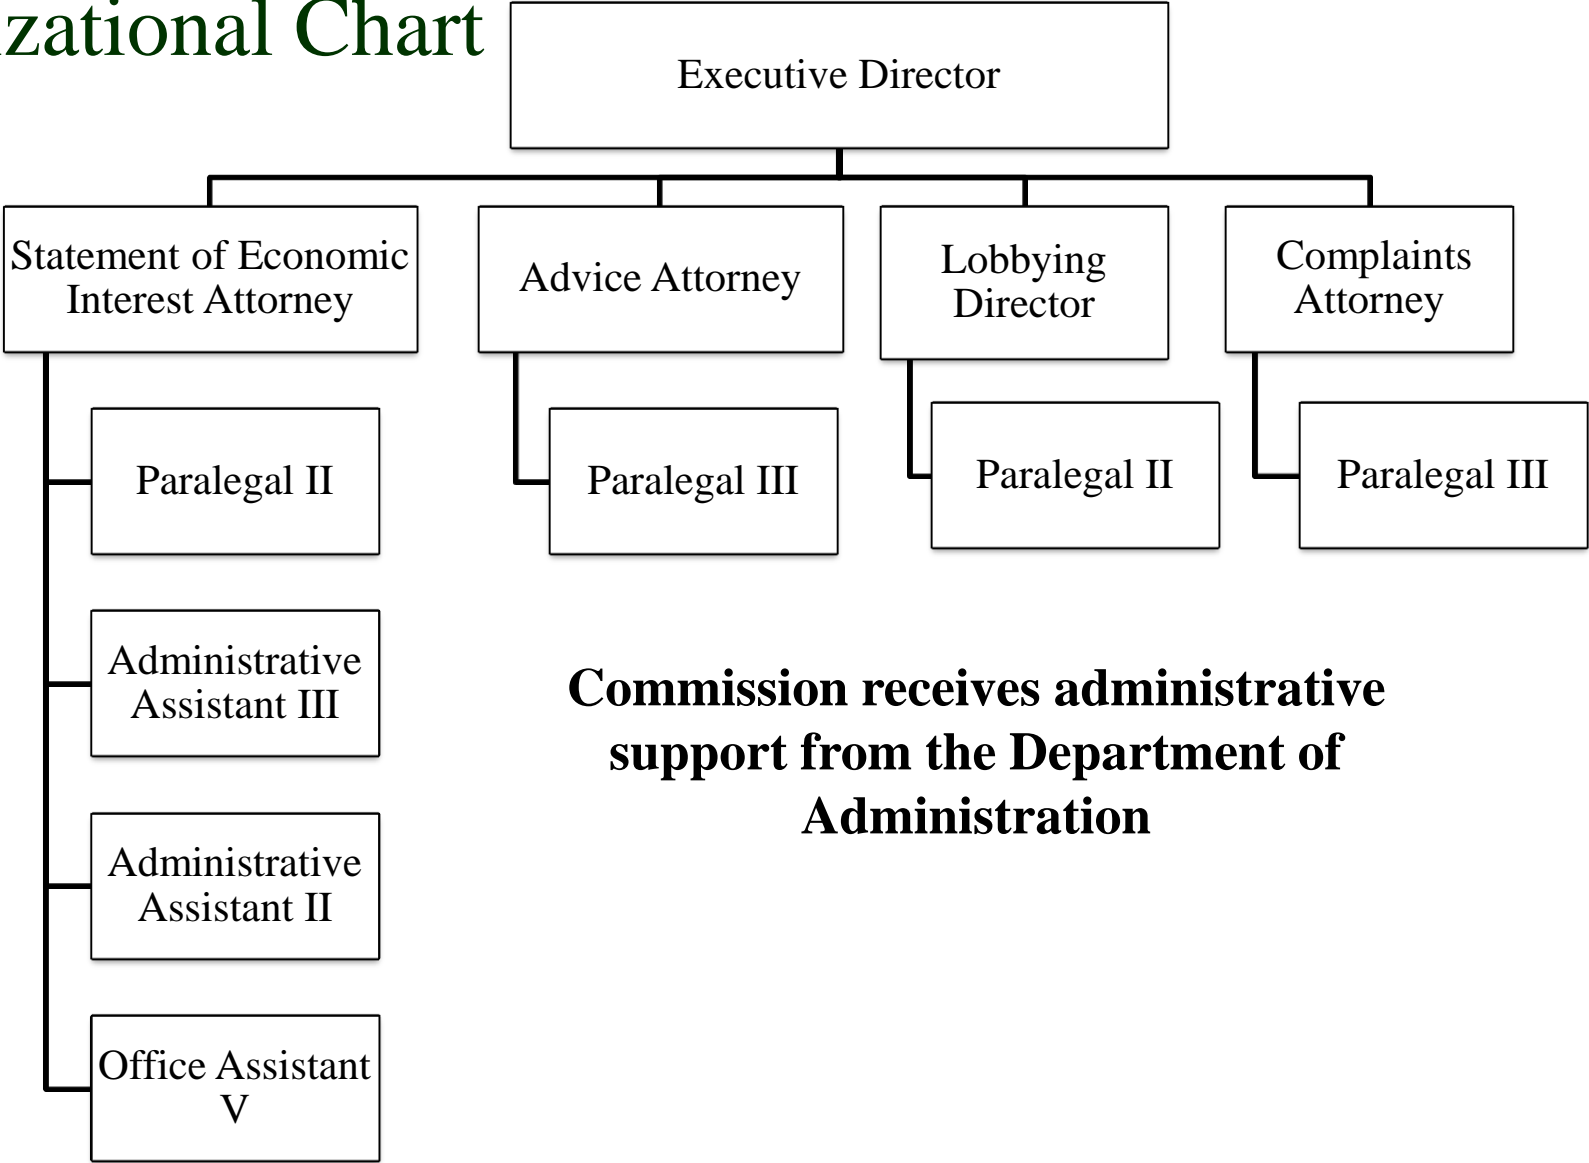 zational Chart
Executive Director
Statement of Economic
Interest Attorney
Advice Attorney
Lobbying
Director
Complaints
Attorney
Paralegal II
Paralegal III
Paralegal II
Paralegal III
Administrative
Assistant III
Administrative
Assistant II
Office Assistant
V
Commission receives administrative
support from the Department of
Administration